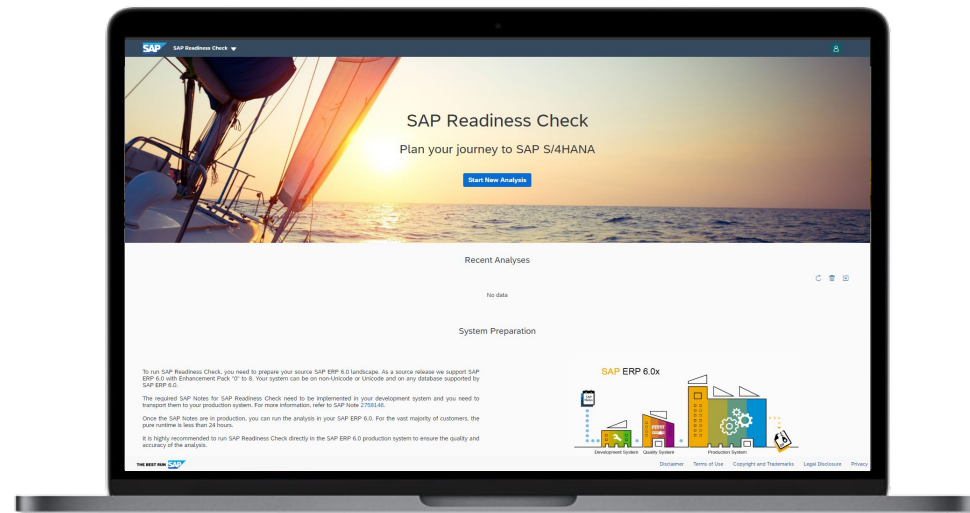 SAP SAP Readiness Check
SAP Readiness Check
Plan your journey to SAP S/4HANA
Start New Analysis
Recent Analyses
No data
System Preparation
To run SAP Readiness Check, you need to prepare your source SAP ERP 6.0 landscape. As a source release we support SAP
ERP 6.0 with Enhancement Pack "0" to 8. Your system can be on non-Unicode or Unicode and on any database supported by
SAP ERP 6.0.
The required SAP Notes for SAP Readiness Check need to be implemented in your development system and you need to
transport them to your production system. For more information, refer to SAP Note 2758146.
Once the SAP Notes are in production, you can run the analysis in your SAP ERP 6.0. For the vast majority of customers, the
pure runtime is less than 24 hours.
It is highly recommended to run SAP Readiness Check directly in the SAP ERP 6.0 production system to ensure the quality and
accuracy of the analysis.
SAP ERP 6.0x
Development System Quality System Production System
THE BEST RUN SAP
Disclaimer Terms of Use Copyright and Trademarks Legal Disclosure Privacy